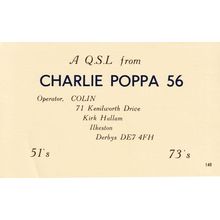 A Q.S.L from
CHARLIE POPPA 56
Operator, COLIN
71 Kenilworth Drive
Kirk Hallam
Ilkeston
Derbys DE7 4FH
51's 73's
148